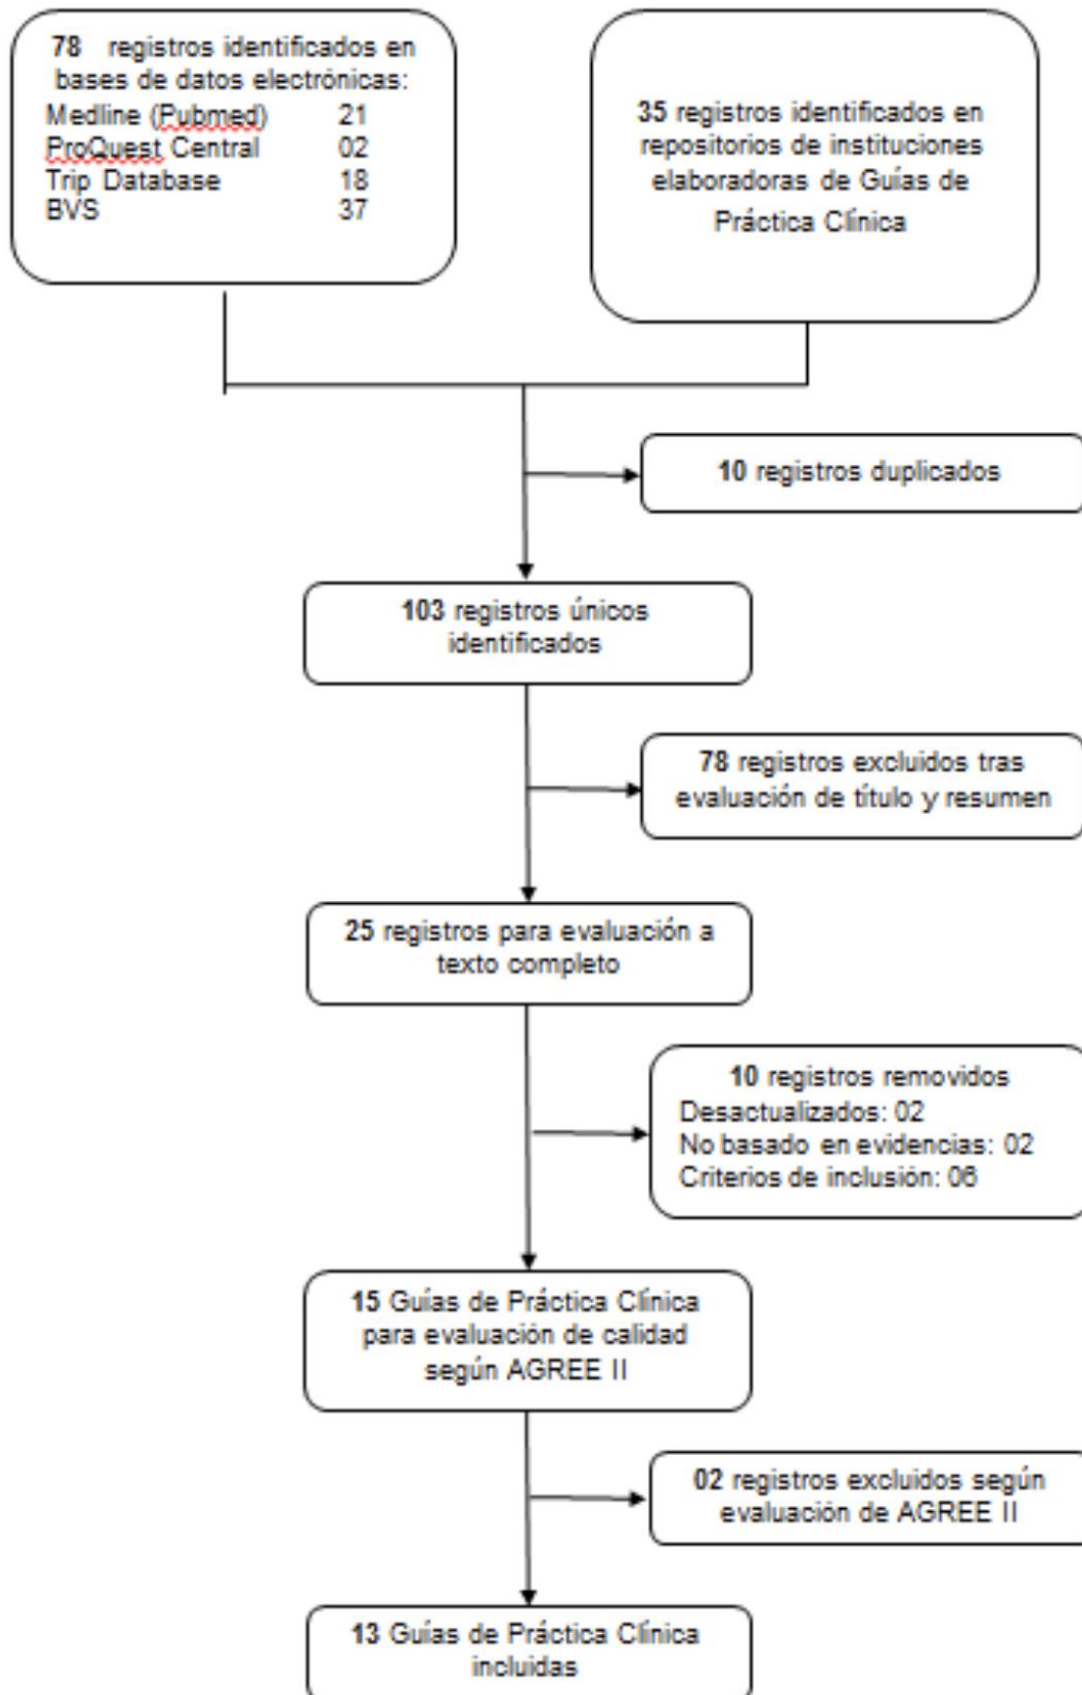 78 registros identificados en
bases de datos electrónicas:
Medline (Pubmed) 21
ProQuest Central 02
Trip Database 18
BVS 37
35 registros identificados en
repositorios de instituciones
elaboradoras de Guías de
Práctica Clínica
10 registros duplicados
103 registros únicos
identificados
78 registros excluidos tras
evaluación de título y resumen
25 registros para evaluación a
texto completo
10 registros removidos
Desactualizados: 02
No basado en evidencias: 02
Criterios de inclusión: 06
15 Guías de Práctica Clínica
para evaluación de calidad
según AGREE II
02 registros excluidos según
evaluación de AGREE II
13 Guías de Práctica Clínica
incluidas